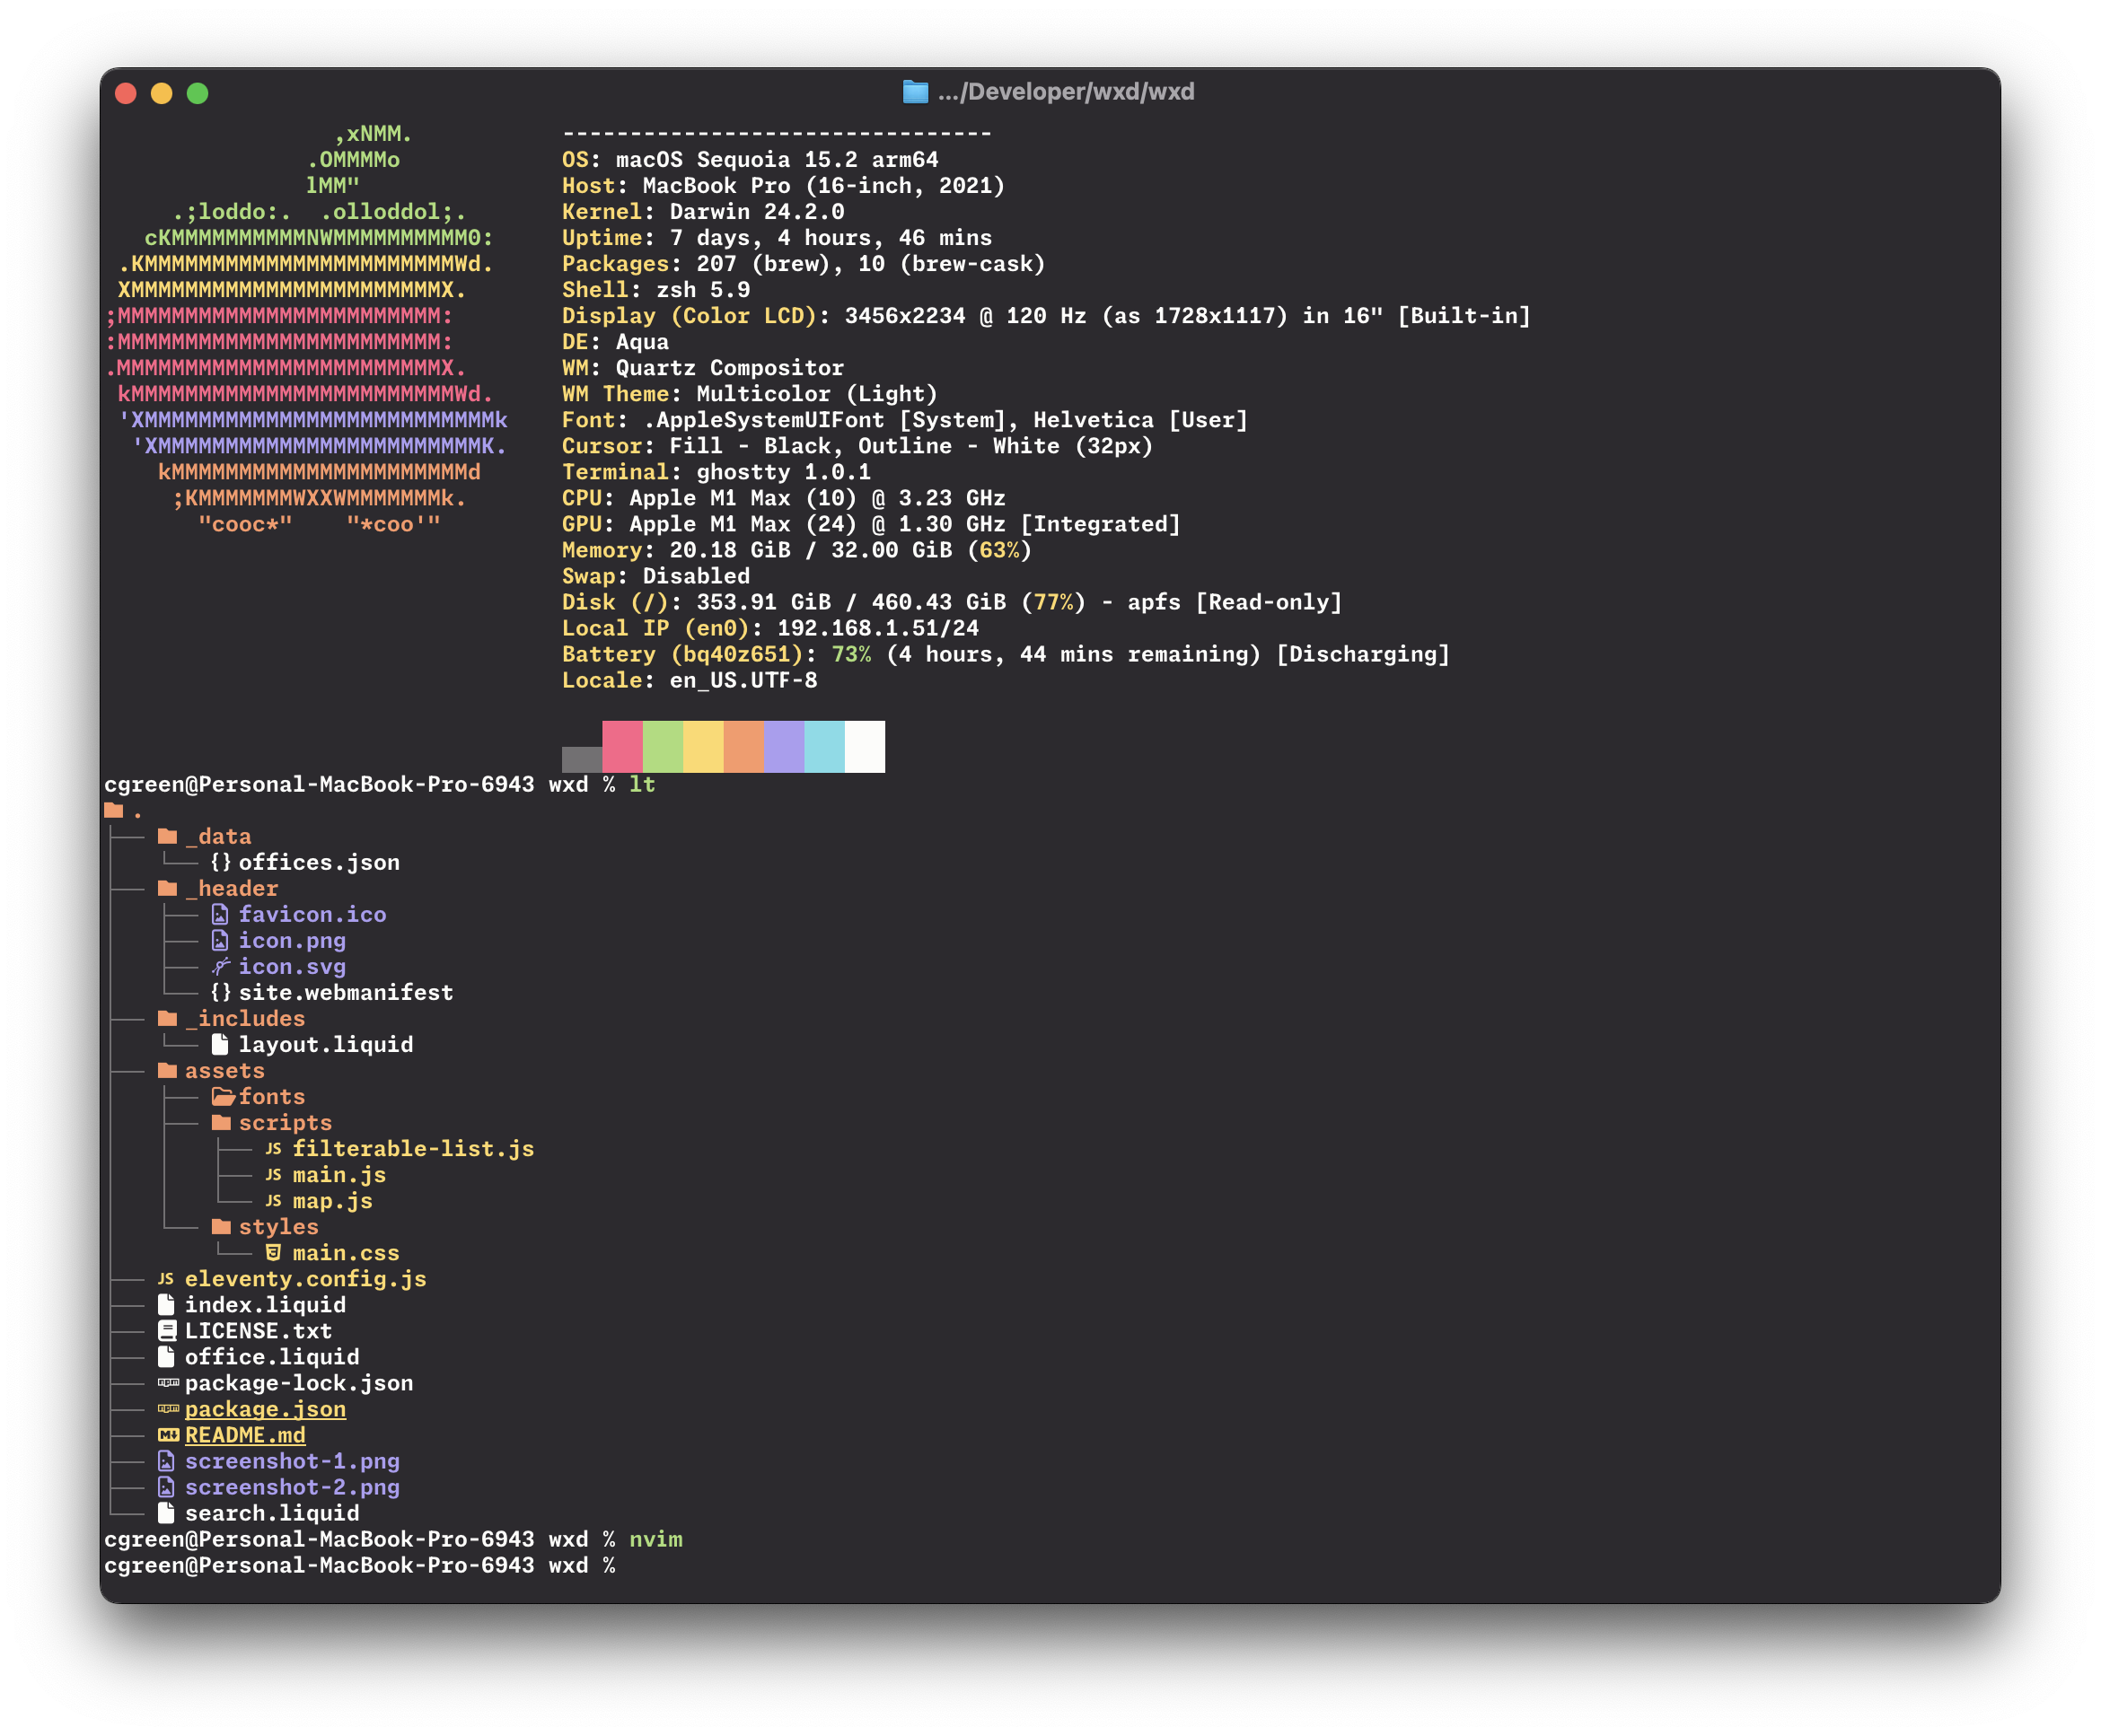 .../Developer/wxd/wxd
,xNMM.
.OMMMMo
lMM"
.;loddo:.  .olloddol;.
cKMMMMMMMMMMNWMMMMMMMMMM0:
.KMMMMMMMMMMMMMMMMMMMMMMMWd.
XMMMMMMMMMMMMMMMMMMMMMMMX.
;MMMMMMMMMMMMMMMMMMMMMMMM:
:MMMMMMMMMMMMMMMMMMMMMMMM:
.MMMMMMMMMMMMMMMMMMMMMMMMX.
kMMMMMMMMMMMMMMMMMMMMMMMMWd.
'XMMMMMMMMMMMMMMMMMMMMMMMMMMk
'XMMMMMMMMMMMMMMMMMMMMMMMMK.
kMMMMMMMMMMMMMMMMMMMMMMd
;KMMMMMMMWXXWMMMMMMMk.
"cooc*"    "*coo'"
--------------------------------
OS: macOS Sequoia 15.2 arm64
Host: MacBook Pro (16-inch, 2021)
Kernel: Darwin 24.2.0
Uptime: 7 days, 4 hours, 46 mins
Packages: 207 (brew), 10 (brew-cask)
Shell: zsh 5.9
Display (Color LCD): 3456x2234 @ 120 Hz (as 1728x1117) in 16" [Built-in]
DE: Aqua
WM: Quartz Compositor
WM Theme: Multicolor (Light)
Font: .AppleSystemUIFont [System], Helvetica [User]
Cursor: Fill - Black, Outline - White (32px)
Terminal: ghostty 1.0.1
CPU: Apple M1 Max (10) @ 3.23 GHz
GPU: Apple M1 Max (24) @ 1.30 GHz [Integrated]
Memory: 20.18 GiB / 32.00 GiB (63%)
Swap: Disabled
Disk (/): 353.91 GiB / 460.43 GiB (77%) - apfs [Read-only]
Local IP (en0): 192.168.1.51/24
Battery (bq40z651): 73% (4 hours, 44 mins remaining) [Discharging]
Locale: en_US.UTF-8
cgreen@Personal-MacBook-Pro-6943 wxd % lt
.
_data
{} offices.json
_header
favicon.ico
icon.png
icon.svg
{} site.webmanifest
_includes
layout.liquid
assets
fonts
scripts
JS filterable-list.js
JS main.js
JS map.js
styles
main.css
JS eleventy.config.js
index.liquid
LICENSE.txt
office.liquid
package-lock.json
package.json
README.md
screenshot-1.png
screenshot-2.png
search.liquid
cgreen@Personal-MacBook-Pro-6943 wxd % nvim
cgreen@Personal-MacBook-Pro-6943 wxd %